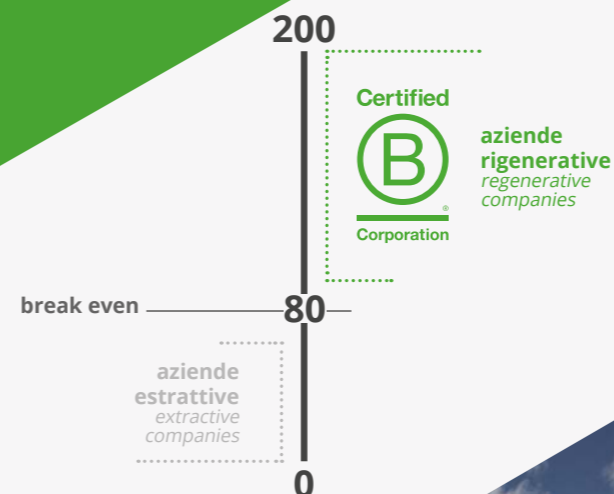 200
Certified
B
®
Corporation
aziende
rigenerative
regenerative
companies
break even
80
aziende
estrattive
extractive
companies
0